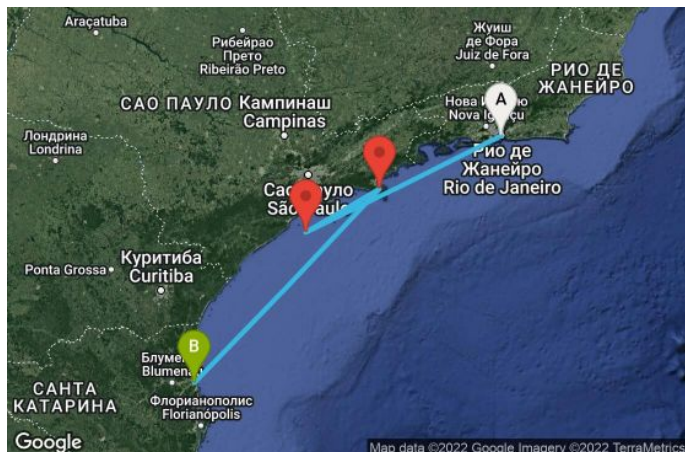 Araçatuba
Рибейрао
Прето
Ribeirão Preto
Жуиш
де Фора
Juiz de Fora
РИО ДЕ
ЖАНЕЙРО
САО ПАУЛО
Кампинаш
Campinas
A
Нова
Nova Iguaçu
Лондрина
Londrina
Рио де
Жанейро
Rio de Janeiro
Куритиба
Curitiba
Ponta Grossa
B
Blumenau
САНТА
КАТАРИНА
Флорианополис
Florianópolis
Google
Map data ©2022 Google Imagery ©2022 TerraMetrics